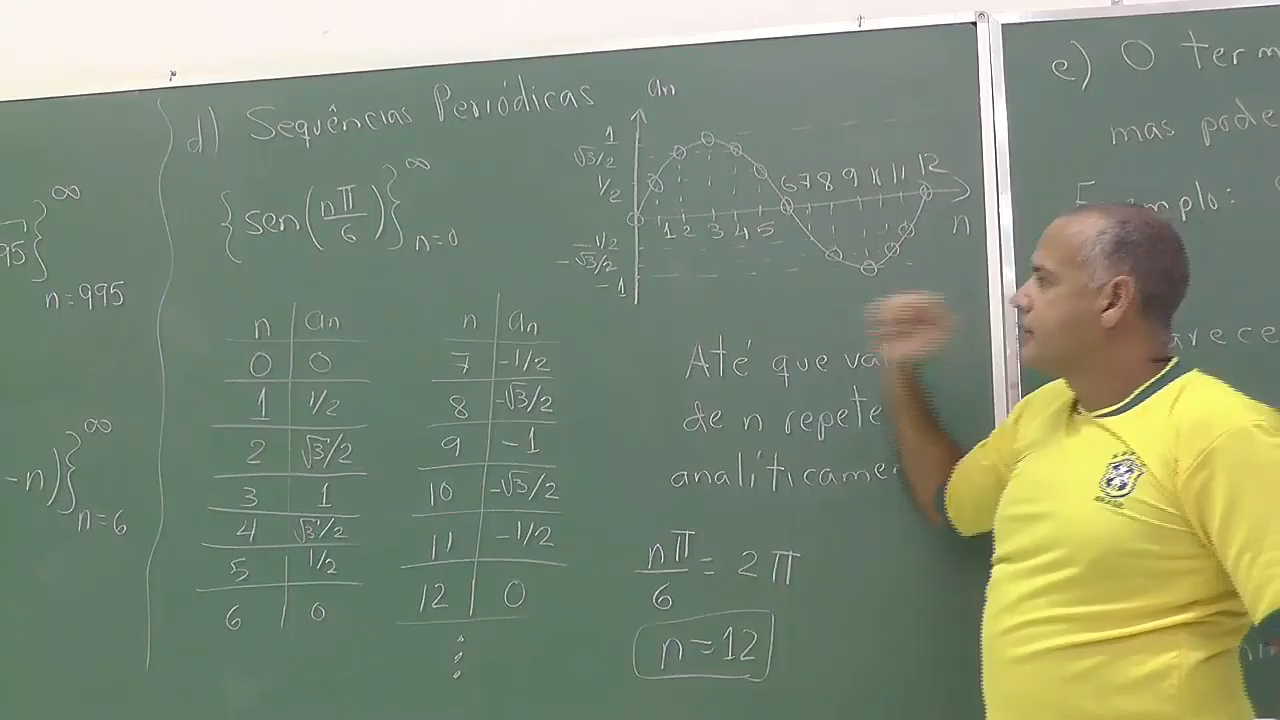 95}^∞
n=995
-n)}^∞
n=6
d) Sequências Periódicas
{sen(nπ/6)}^∞
n=0
n | an
0 | 0
1 | 1/2
2 | √3/2
3 | 1
4 | √3/2
5 | 1/2
6 | 0
n | an
7 | -1/2
8 | -√3/2
9 | -1
10 | -√3/2
11 | -1/2
12 | 0
⋮
an
1
√3/2
1/2
-1/2
-√3/2
-1
1 2 3 4 5 6 7 8 9 10 11 12
n
Até que val
de n repete
analíticame
nπ/6 = 2π
n=12
e) O term
mas pode
Exemplo:
arece